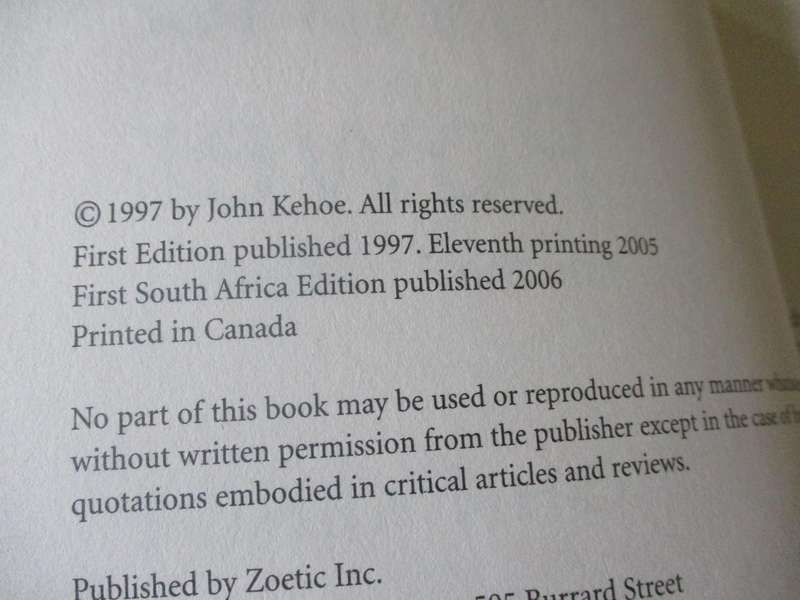 © 1997 by John Kehoe. All rights reserved.
First Edition published 1997. Eleventh printing 2005
First South Africa Edition published 2006
Printed in Canada
No part of this book may be used or reproduced in any manner
without written permission from the publisher except in the case of
quotations embodied in critical articles and reviews.
Published by Zoetic Inc.
Burrard Street